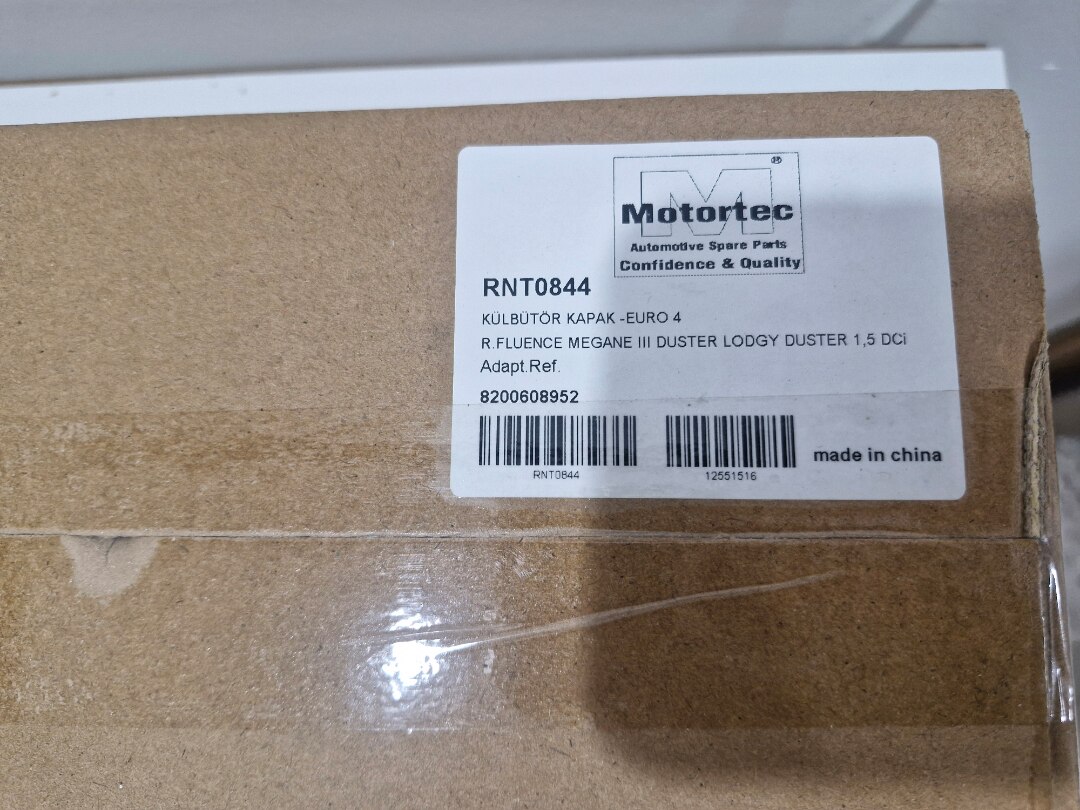 M
®
Motortec
Automotive Spare Parts
Confidence & Quality
RNT0844
KÜLBÜTÖR KAPAK -EURO 4
R.FLUENCE MEGANE III DUSTER LODGY DUSTER 1,5 DCi
Adapt.Ref.
8200608952
RNT0844
12551516
made in china